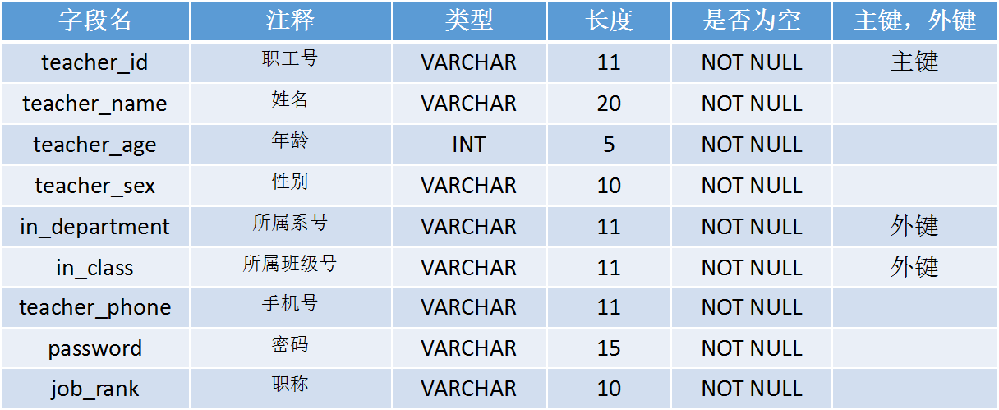 字段名 注释 类型 长度 是否为空 主键，外键
teacher_id 职工号 VARCHAR 11 NOT NULL 主键
teacher_name 姓名 VARCHAR 20 NOT NULL
teacher_age 年龄 INT 5 NOT NULL
teacher_sex 性别 VARCHAR 10 NOT NULL
in_department 所属系号 VARCHAR 11 NOT NULL 外键
in_class 所属班级号 VARCHAR 11 NOT NULL 外键
teacher_phone 手机号 VARCHAR 11 NOT NULL
password 密码 VARCHAR 15 NOT NULL
job_rank 职称 VARCHAR 10 NOT NULL